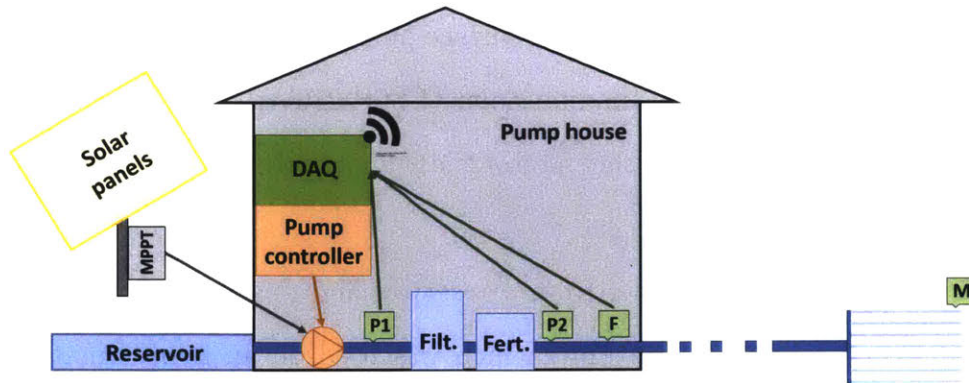 Solar
panels
MPPT
Pump house
DAQ
Pump
controller
P1
P2
F
M
Filt.
Fert.
Reservoir